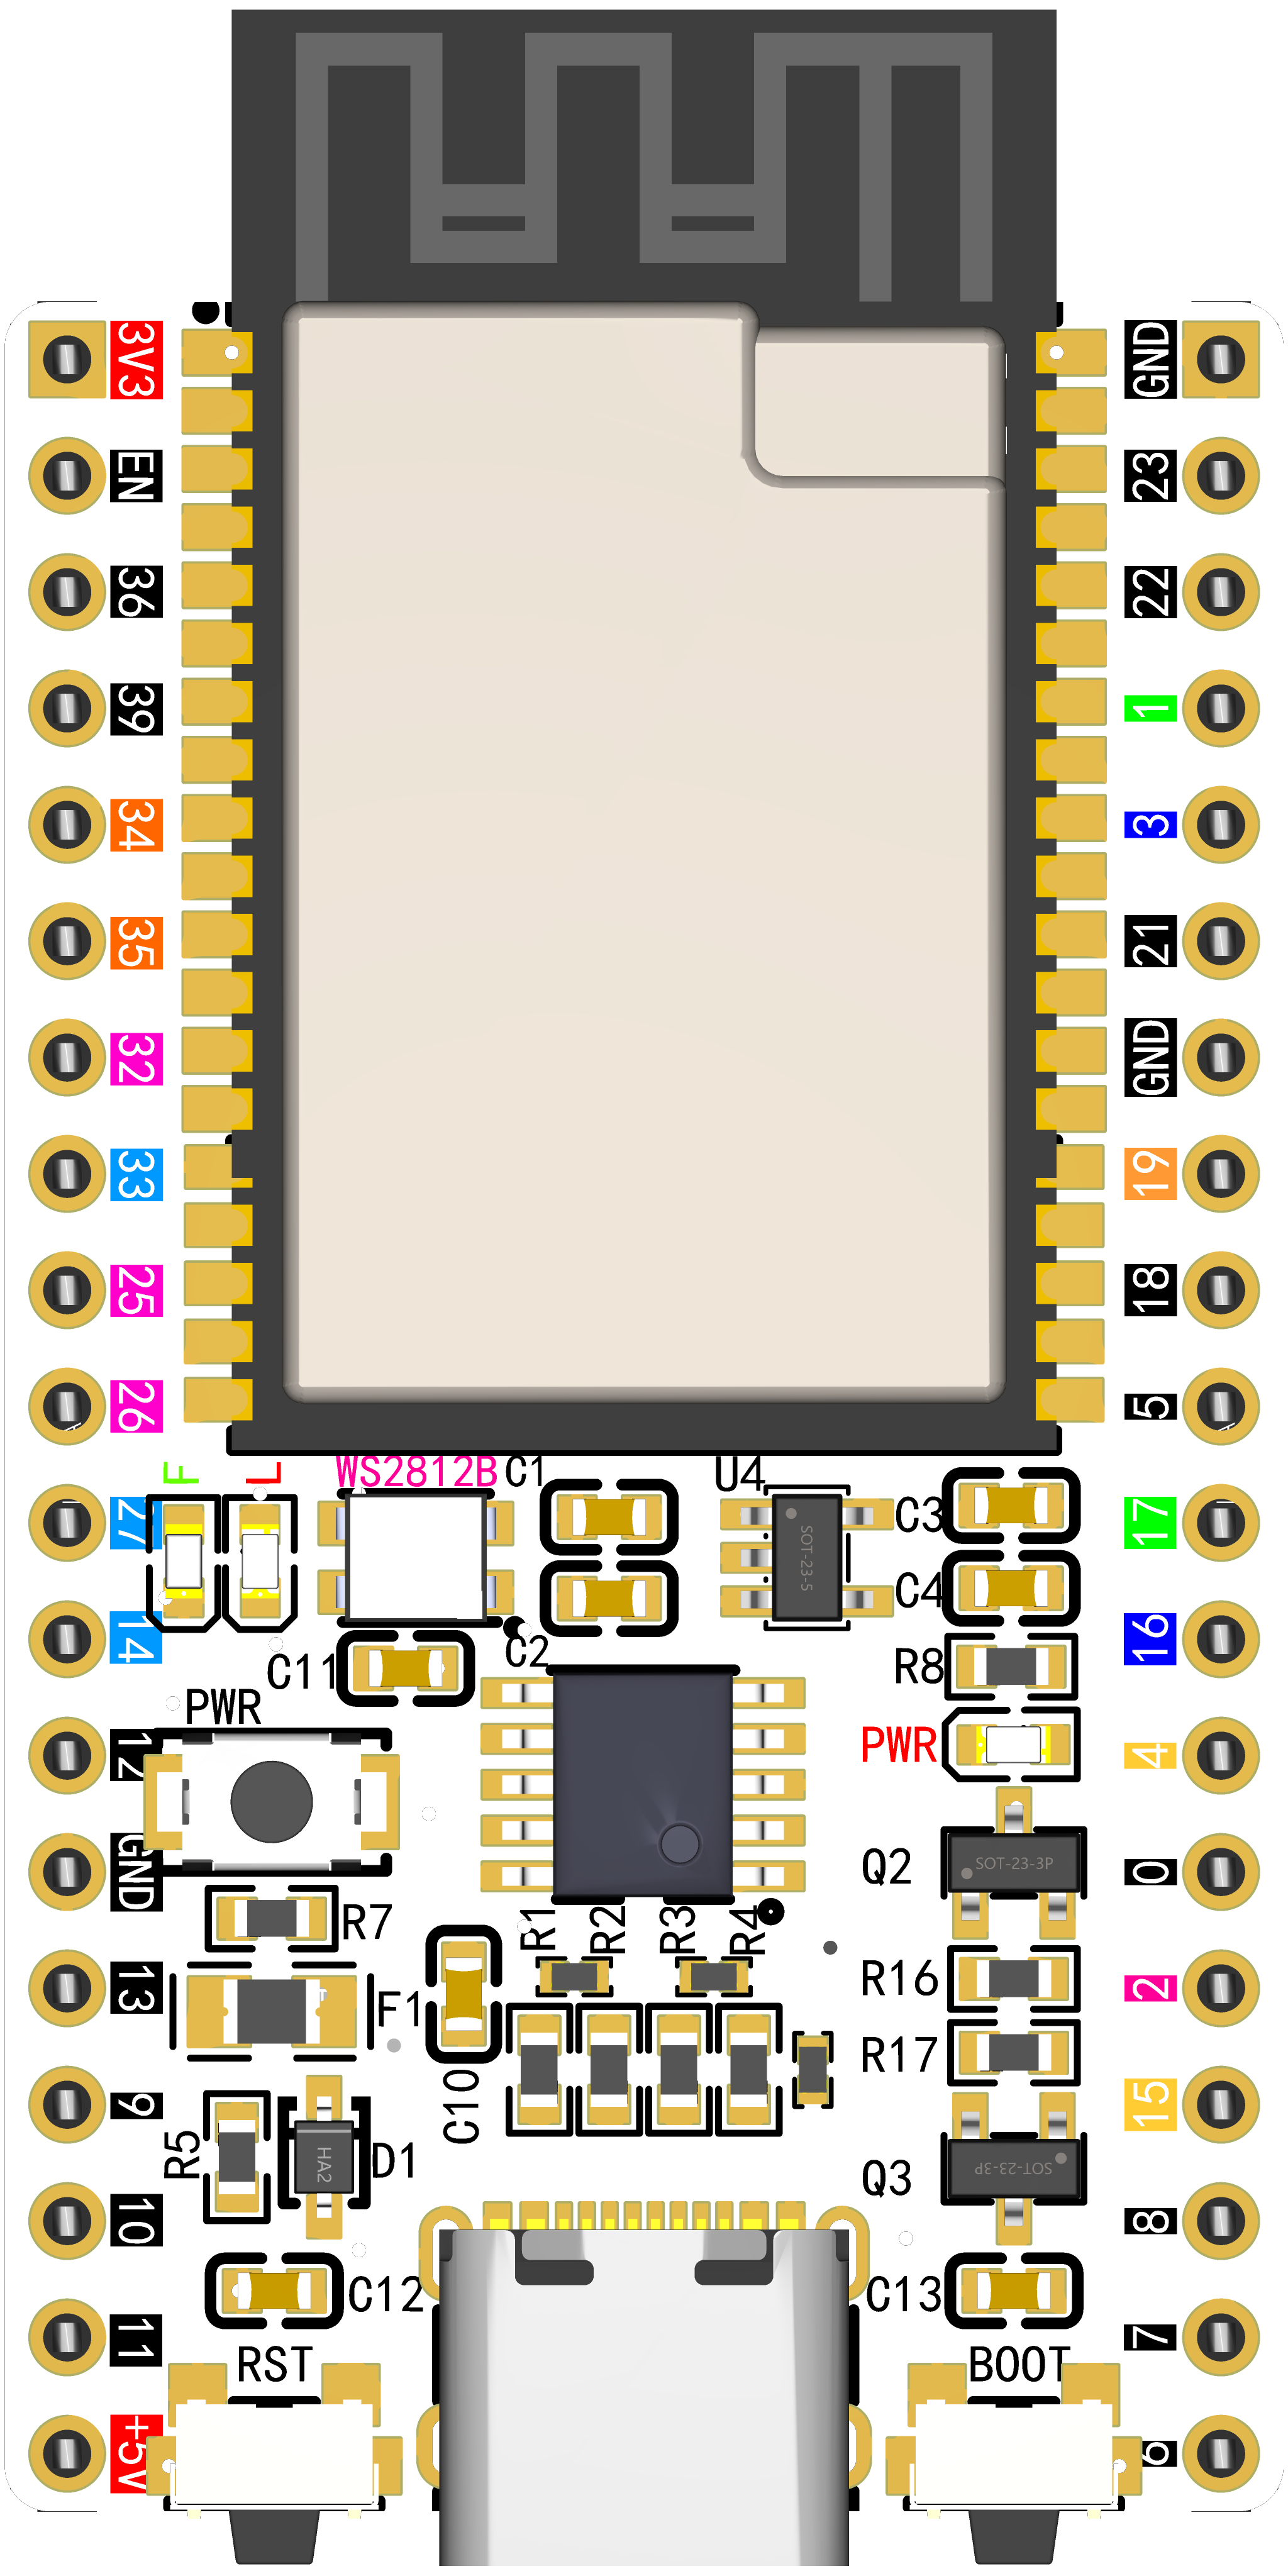 3V3
GND
EN
23
36
22
39
1
34
3
35
21
32
GND
33
19
25
18
26
5
F
L
WS2812B
C1
U4
27
SOT-23-5
C3
17
14
C4
16
C11
C2
R8
PWR
12
PWR
4
GND
Q2
SOT-23-3P
0
R7
R1
R2
R3
R4
13
F1
R16
2
R17
9
C10
15
R5
HA2
D1
Q3
SOT-23-3P
10
8
C12
C13
11
7
RST
BOOT
+5V
6